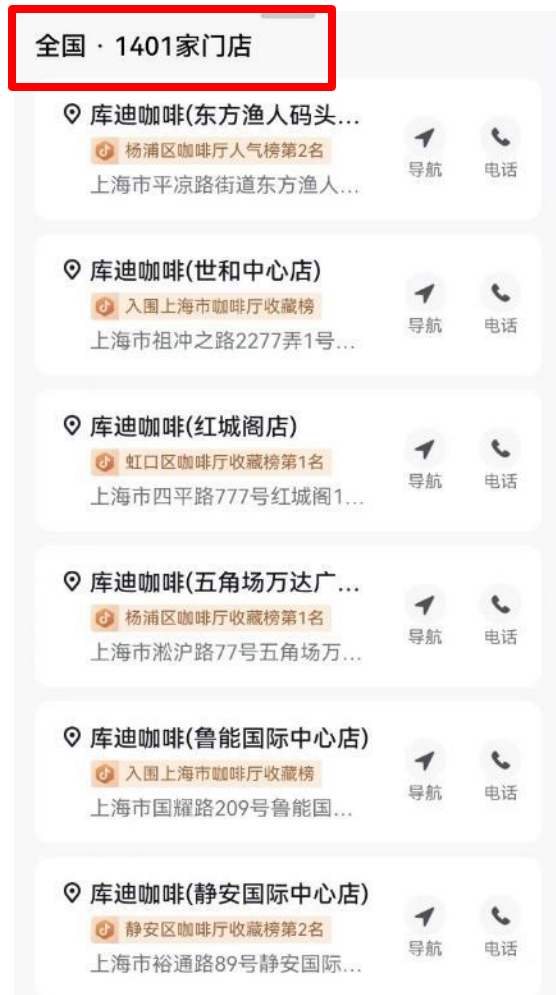 全国 · 1401家门店
库迪咖啡(东方渔人码头...
杨浦区咖啡厅人气榜第2名
上海市平凉路街道东方渔人...
导航
电话
库迪咖啡(世和中心店)
入围上海市咖啡厅收藏榜
上海市祖冲之路2277弄1号...
导航
电话
库迪咖啡(红城阁店)
虹口区咖啡厅收藏榜第1名
上海市四平路777号红城阁1...
导航
电话
库迪咖啡(五角场万达广...
杨浦区咖啡厅收藏榜第1名
上海市淞沪路77号五角场万...
导航
电话
库迪咖啡(鲁能国际中心店)
入围上海市咖啡厅收藏榜
上海市国耀路209号鲁能国...
导航
电话
库迪咖啡(静安国际中心店)
静安区咖啡厅收藏榜第2名
上海市裕通路89号静安国际...
导航
电话